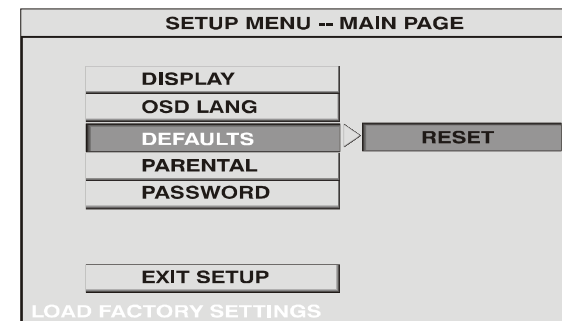 SETUP MENU -- MAIN PAGE
DISPLAY
OSD LANG
DEFAULTS
RESET
PARENTAL
PASSWORD
EXIT SETUP
LOAD FACTORY SETTINGS